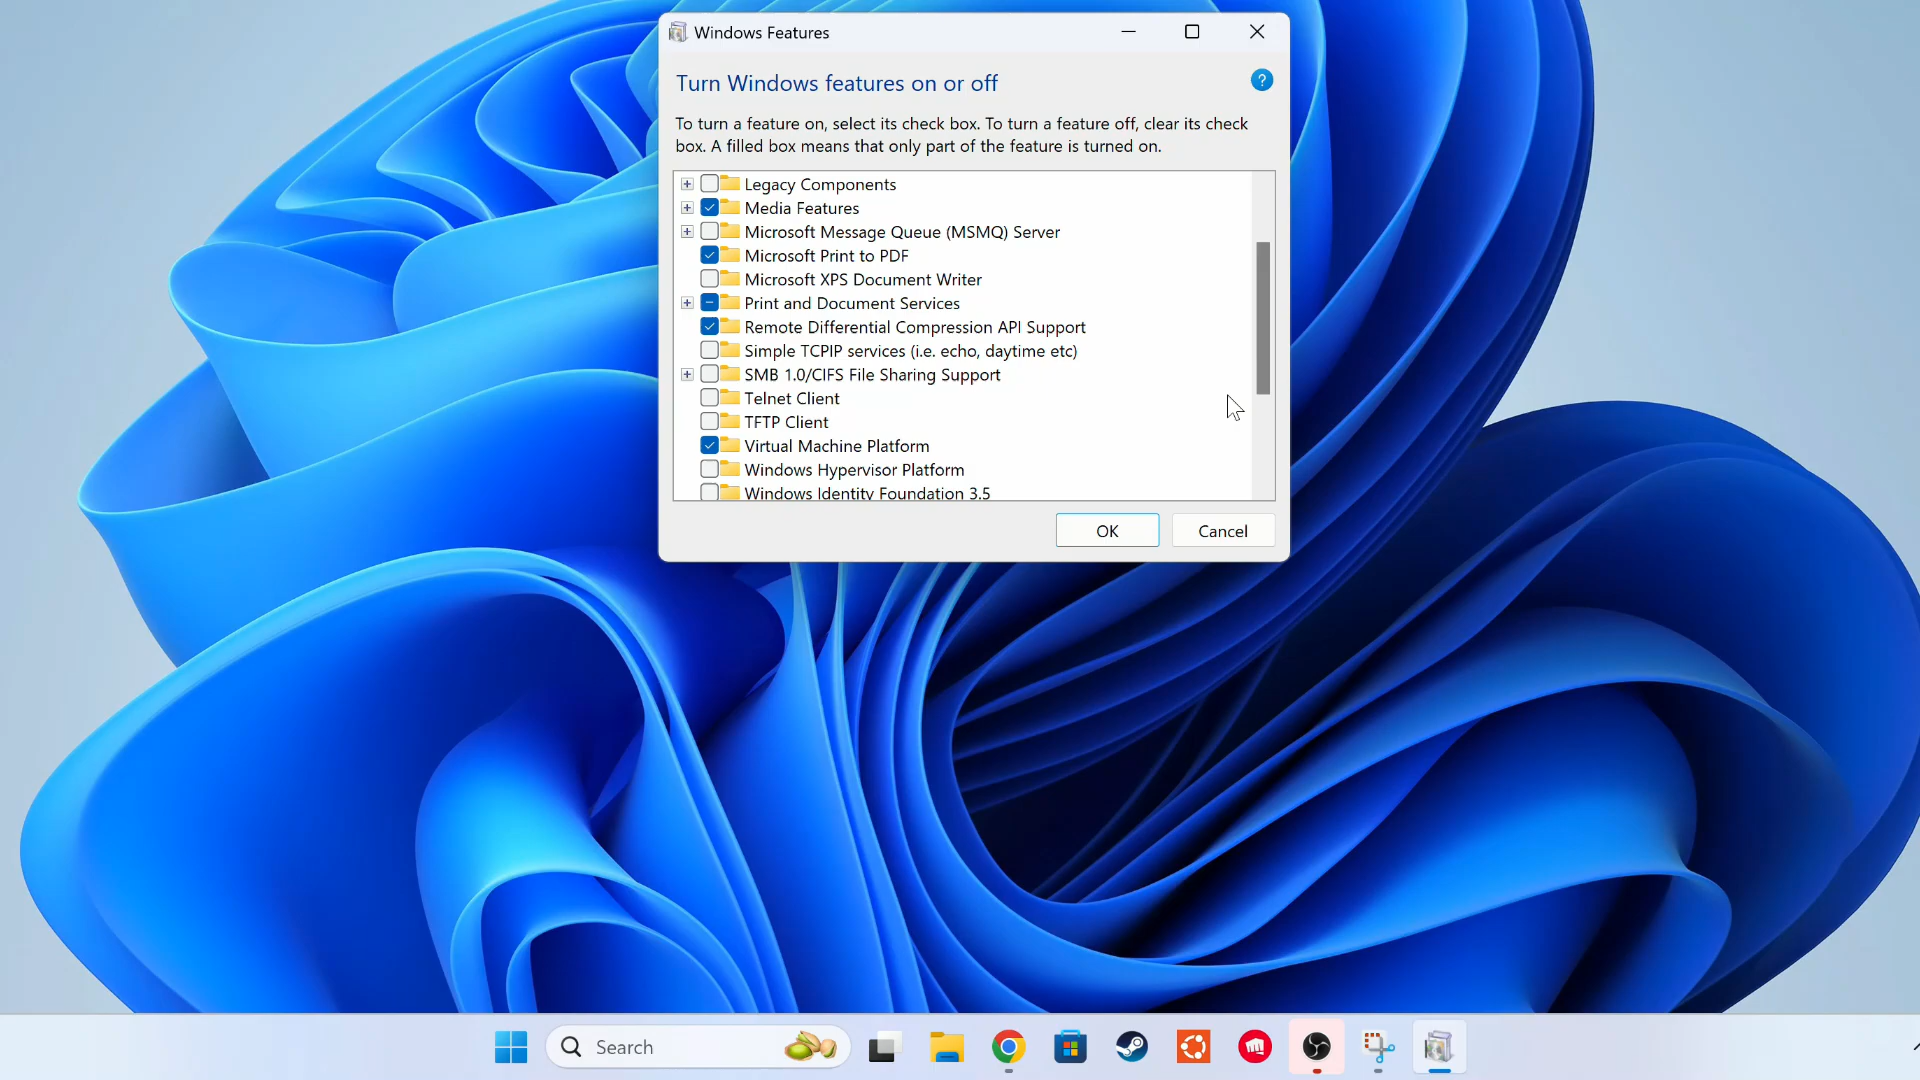 Windows Features
Turn Windows features on or off
?
To turn a feature on, select its check box. To turn a feature off, clear its check
box. A filled box means that only part of the feature is turned on.
Legacy Components
Media Features
Microsoft Message Queue (MSMQ) Server
Microsoft Print to PDF
Microsoft XPS Document Writer
Print and Document Services
Remote Differential Compression API Support
Simple TCPIP services (i.e. echo, daytime etc)
SMB 1.0/CIFS File Sharing Support
Telnet Client
TFTP Client
Virtual Machine Platform
Windows Hypervisor Platform
Windows Identity Foundation 3.5
OK Cancel
Search